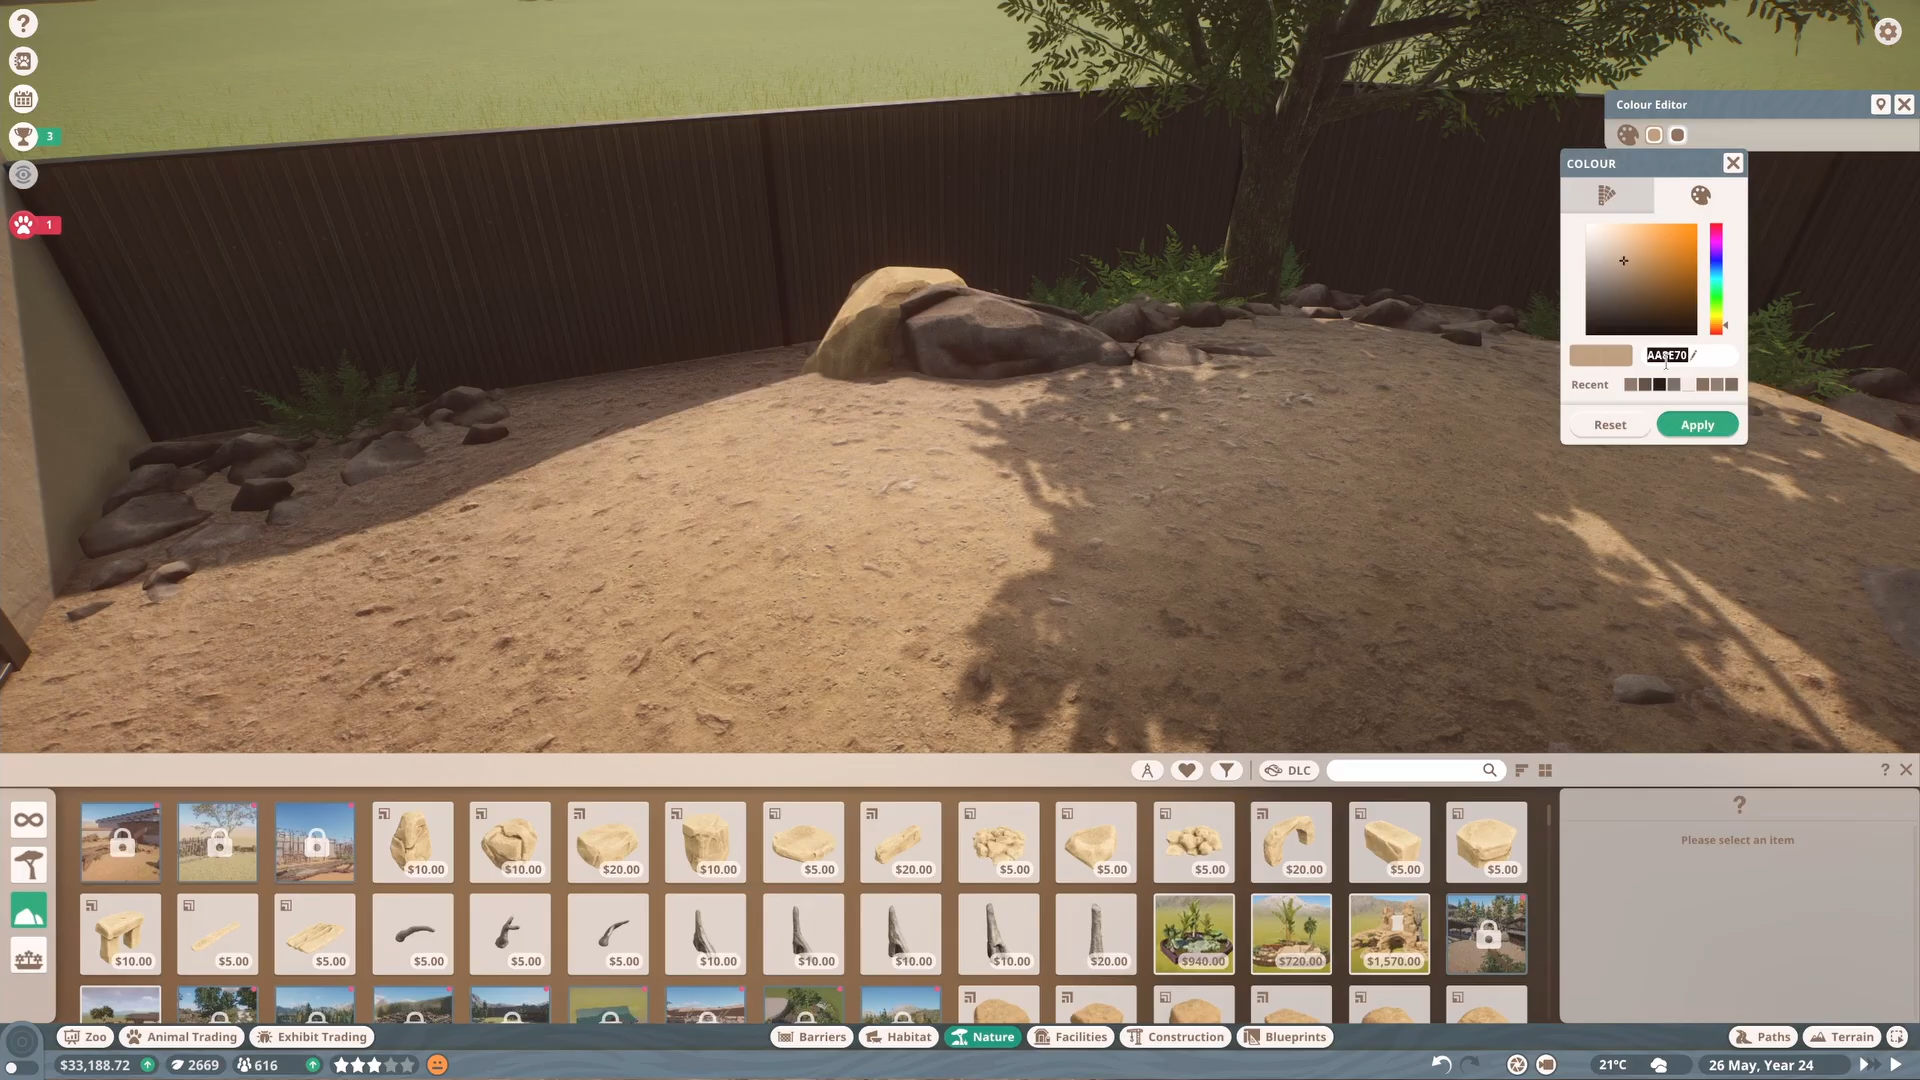 ?
3
1
Colour Editor
COLOUR
AA8E70
Recent
Reset
Apply
DLC
?
?
Please select an item
$10.00 $10.00 $20.00 $10.00 $5.00 $20.00 $5.00 $5.00 $5.00 $20.00 $5.00 $5.00
$10.00 $5.00 $5.00 $5.00 $5.00 $5.00 $10.00 $10.00 $10.00 $10.00 $20.00 $940.00 $720.00 $1,570.00
Zoo Animal Trading Exhibit Trading Barriers Habitat Nature Facilities Construction Blueprints Paths Terrain
$33,188.72 2669 616 21°C 26 May, Year 24